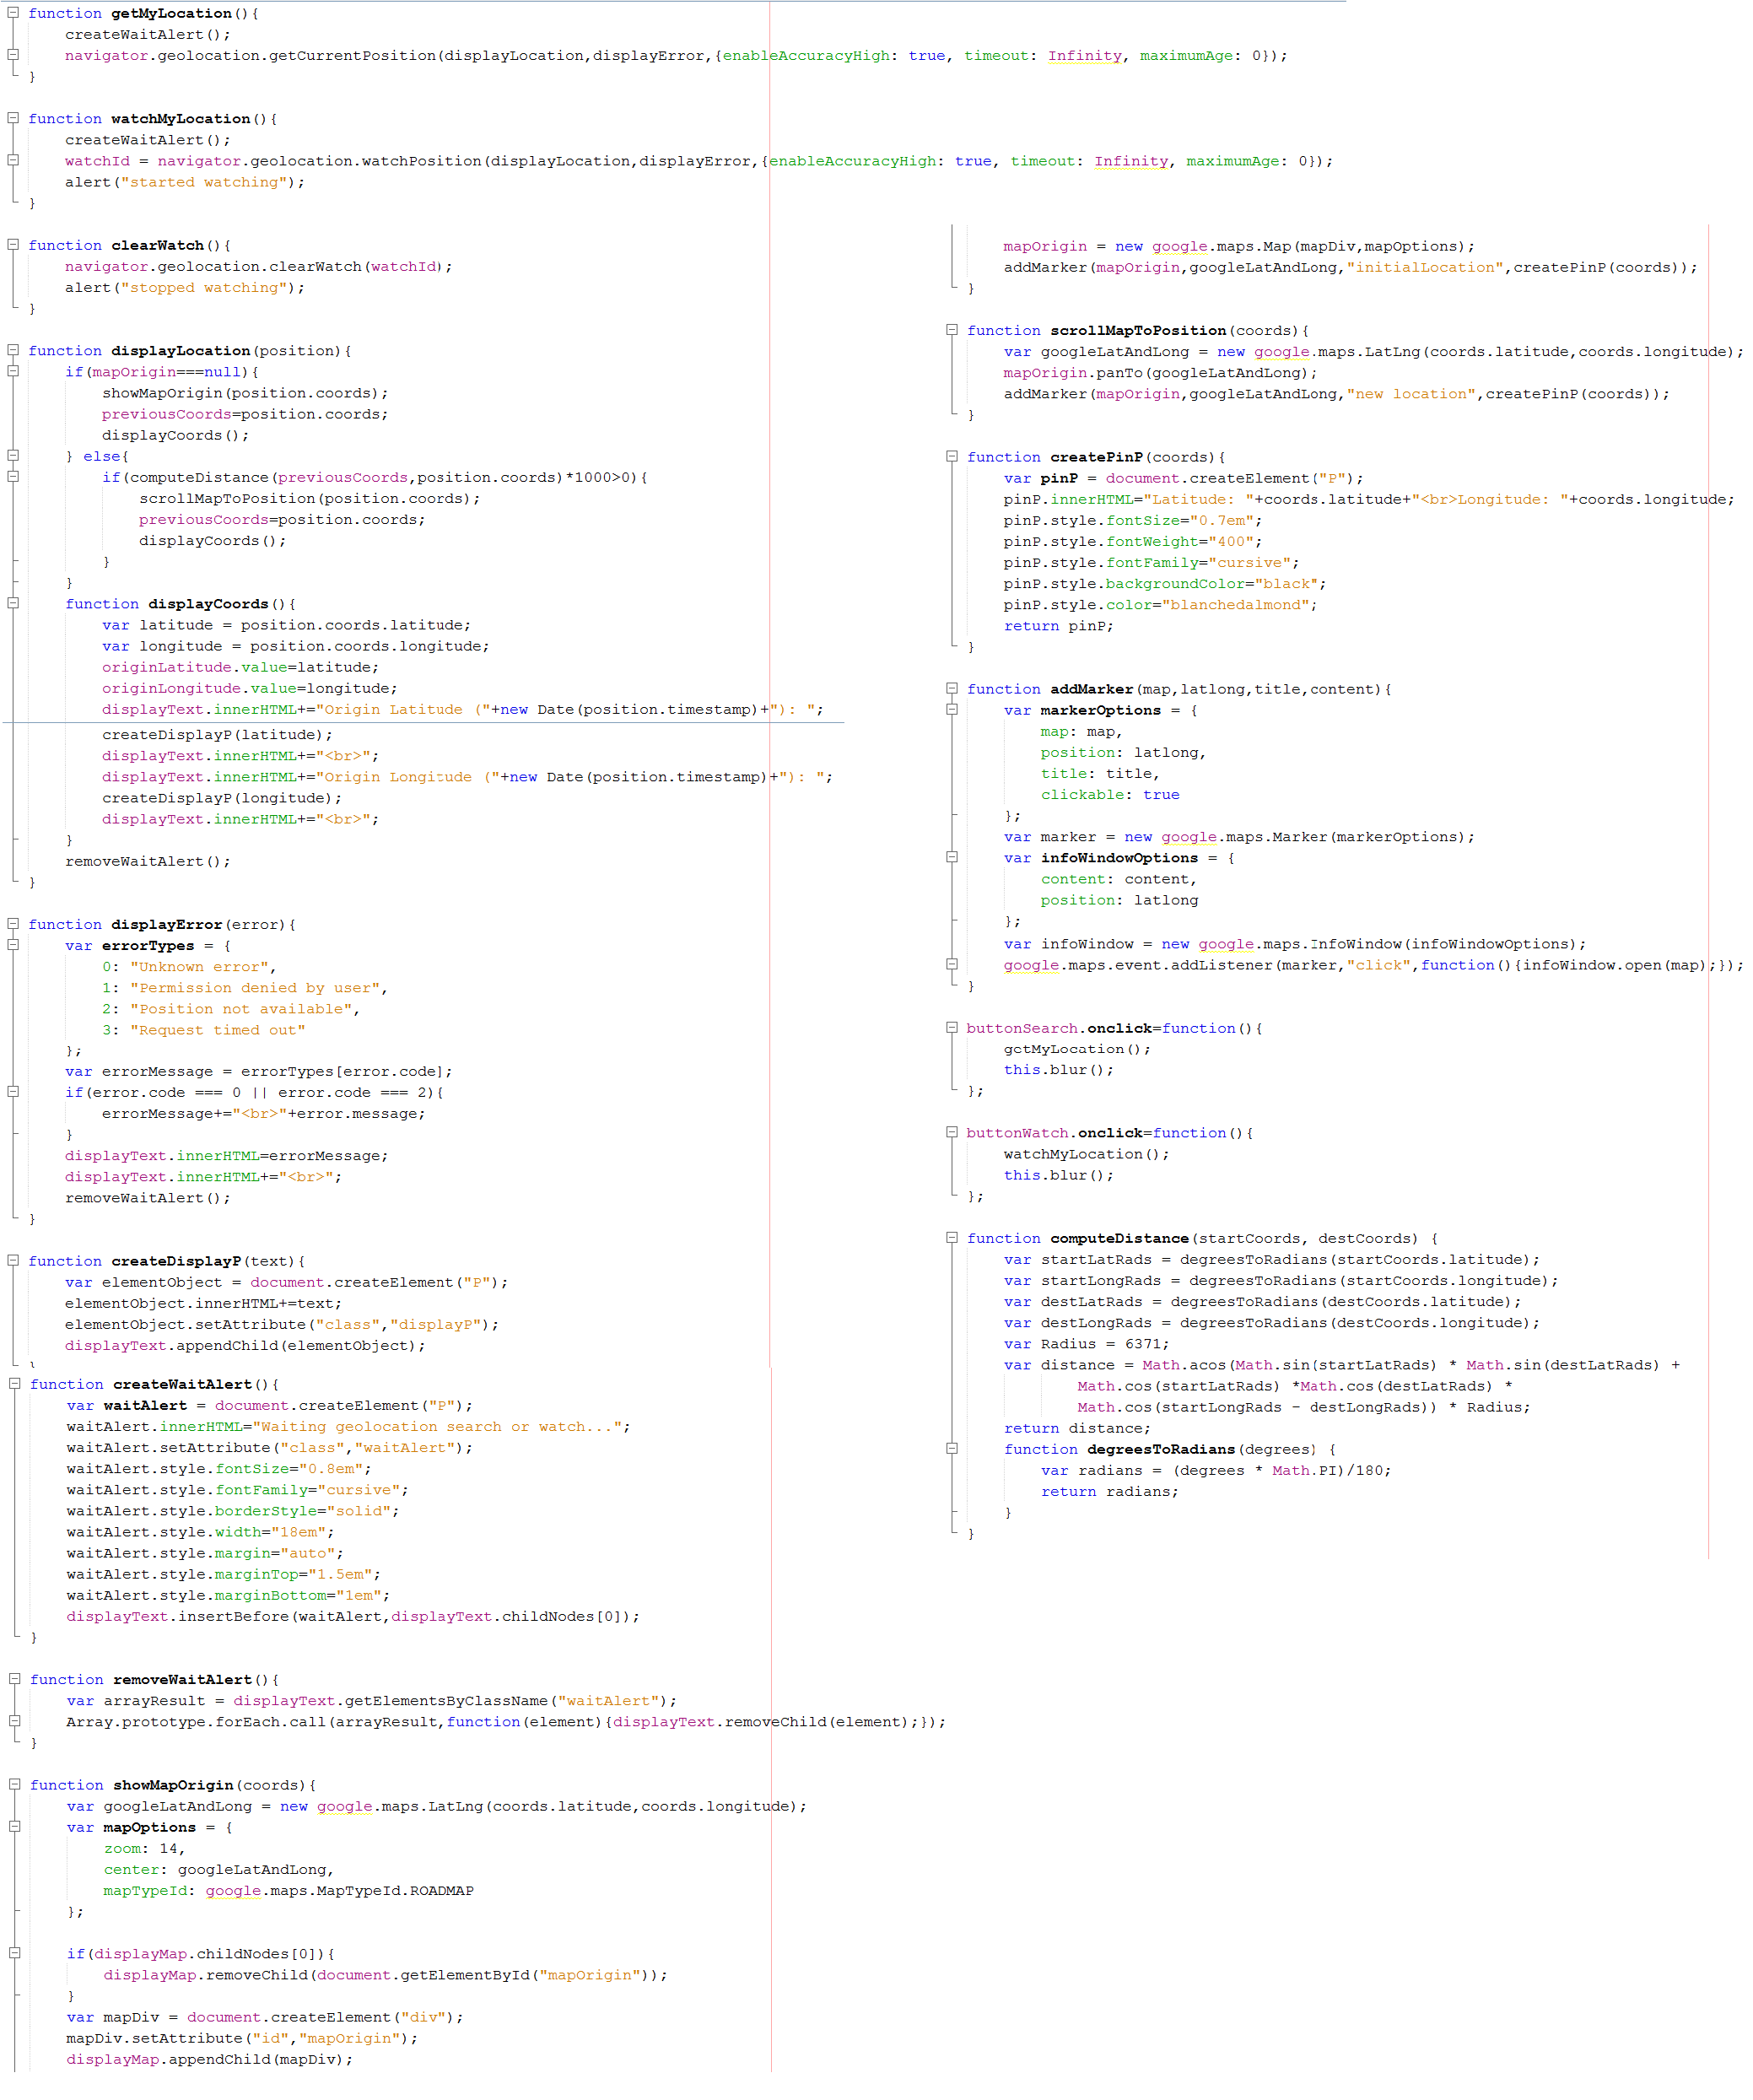 function getMyLocation(){
    createWaitAlert();
    navigator.geolocation.getCurrentPosition(displayLocation,displayError,{enableAccuracyHigh: true, timeout: Infinity, maximumAge: 0});
}

function watchMyLocation(){
    createWaitAlert();
    watchId = navigator.geolocation.watchPosition(displayLocation,displayError,{enableAccuracyHigh: true, timeout: Infinity, maximumAge: 0});
    alert("started watching");
}

function clearWatch(){
    navigator.geolocation.clearWatch(watchId);
    alert("stopped watching");
}

function displayLocation(position){
    if(mapOrigin===null){
        showMapOrigin(position.coords);
        previousCoords=position.coords;
        displayCoords();
    } else{
        if(computeDistance(previousCoords,position.coords)*1000>0){
            scrollMapToPosition(position.coords);
            previousCoords=position.coords;
            displayCoords();
        }
    }
    function displayCoords(){
        var latitude = position.coords.latitude;
        var longitude = position.coords.longitude;
        originLatitude.value=latitude;
        originLongitude.value=longitude;
        displayText.innerHTML+="Origin Latitude ("+new Date(position.timestamp)+"): ";
        createDisplayP(latitude);
        displayText.innerHTML+="<br>";
        displayText.innerHTML+="Origin Longitude ("+new Date(position.timestamp)+"): ";
        createDisplayP(longitude);
        displayText.innerHTML+="<br>";
    }
    removeWaitAlert();
}

function displayError(error){
    var errorTypes = {
        0: "Unknown error",
        1: "Permission denied by user",
        2: "Position not available",
        3: "Request timed out"
    };
    var errorMessage = errorTypes[error.code];
    if(error.code === 0 || error.code === 2){
        errorMessage+="<br>"+error.message;
    }
    displayText.innerHTML=errorMessage;
    displayText.innerHTML+="<br>";
    removeWaitAlert();
}

function createDisplayP(text){
    var elementObject = document.createElement("P");
    elementObject.innerHTML+=text;
    elementObject.setAttribute("class","displayP");
    displayText.appendChild(elementObject);
}
function createWaitAlert(){
    var waitAlert = document.createElement("P");
    waitAlert.innerHTML="Waiting geolocation search or watch...";
    waitAlert.setAttribute("class","waitAlert");
    waitAlert.style.fontSize="0.8em";
    waitAlert.style.fontFamily="cursive";
    waitAlert.style.borderStyle="solid";
    waitAlert.style.width="18em";
    waitAlert.style.margin="auto";
    waitAlert.style.marginTop="1.5em";
    waitAlert.style.marginBottom="1em";
    displayText.insertBefore(waitAlert,displayText.childNodes[0]);
}

function removeWaitAlert(){
    var arrayResult = displayText.getElementsByClassName("waitAlert");
    Array.prototype.forEach.call(arrayResult,function(element){displayText.removeChild(element);});
}

function showMapOrigin(coords){
    var googleLatAndLong = new google.maps.LatLng(coords.latitude,coords.longitude);
    var mapOptions = {
        zoom: 14,
        center: googleLatAndLong,
        mapTypeId: google.maps.MapTypeId.ROADMAP
    };

    if(displayMap.childNodes[0]){
        displayMap.removeChild(document.getElementById("mapOrigin"));
    }
    var mapDiv = document.createElement("div");
    mapDiv.setAttribute("id","mapOrigin");
    displayMap.appendChild(mapDiv);
    mapOrigin = new google.maps.Map(mapDiv,mapOptions);
    addMarker(mapOrigin,googleLatAndLong,"initialLocation",createPinP(coords));
}

function scrollMapToPosition(coords){
    var googleLatAndLong = new google.maps.LatLng(coords.latitude,coords.longitude);
    mapOrigin.panTo(googleLatAndLong);
    addMarker(mapOrigin,googleLatAndLong,"new location",createPinP(coords));
}

function createPinP(coords){
    var pinP = document.createElement("P");
    pinP.innerHTML="Latitude: "+coords.latitude+"<br>Longitude: "+coords.longitude;
    pinP.style.fontSize="0.7em";
    pinP.style.fontWeight="400";
    pinP.style.fontFamily="cursive";
    pinP.style.backgroundColor="black";
    pinP.style.color="blanchedalmond";
    return pinP;
}

function addMarker(map,latlong,title,content){
    var markerOptions = {
        map: map,
        position: latlong,
        title: title,
        clickable: true
    };
    var marker = new google.maps.Marker(markerOptions);
    var infoWindowOptions = {
        content: content,
        position: latlong
    };
    var infoWindow = new google.maps.InfoWindow(infoWindowOptions);
    google.maps.event.addListener(marker,"click",function(){infoWindow.open(map);});
}

buttonSearch.onclick=function(){
    getMyLocation();
    this.blur();
};

buttonWatch.onclick=function(){
    watchMyLocation();
    this.blur();
};

function computeDistance(startCoords, destCoords) {
    var startLatRads = degreesToRadians(startCoords.latitude);
    var startLongRads = degreesToRadians(startCoords.longitude);
    var destLatRads = degreesToRadians(destCoords.latitude);
    var destLongRads = degreesToRadians(destCoords.longitude);
    var Radius = 6371;
    var distance = Math.acos(Math.sin(startLatRads) * Math.sin(destLatRads) +
            Math.cos(startLatRads) *Math.cos(destLatRads) *
            Math.cos(startLongRads - destLongRads)) * Radius;
    return distance;
    function degreesToRadians(degrees) {
        var radians = (degrees * Math.PI)/180;
        return radians;
    }
}